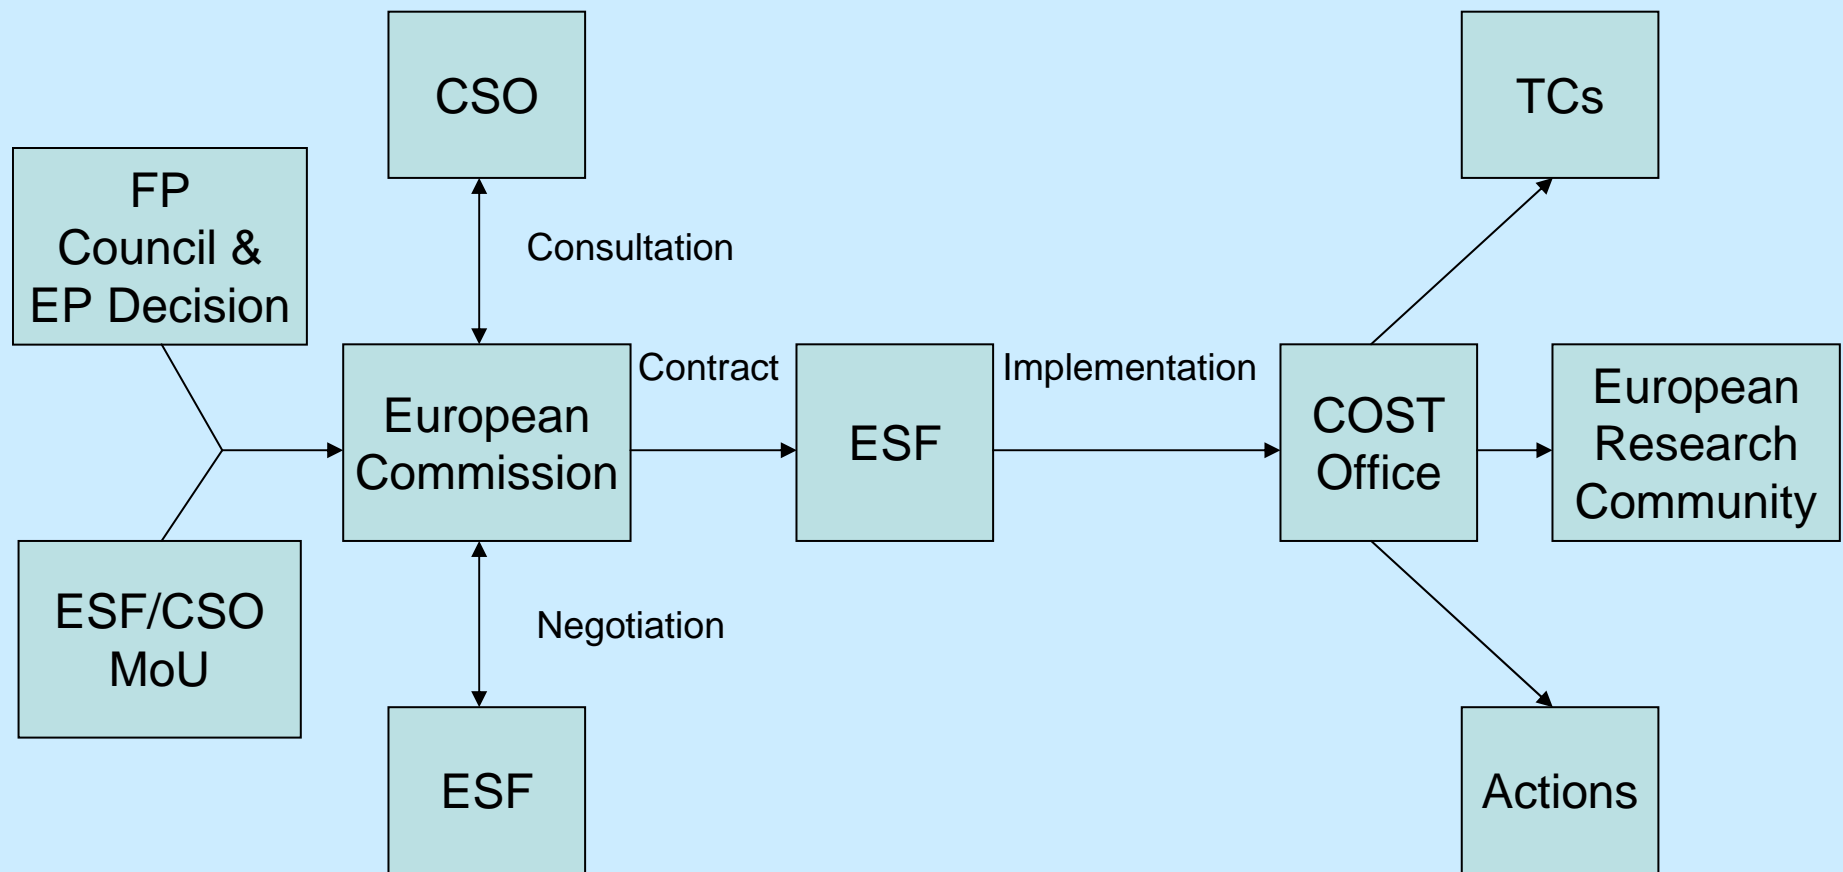 CSO
TCs
FP
Council &
EP Decision
Consultation
European
Commission
Contract
ESF
Implementation
COST
Office
European
Research
Community
ESF/CSO
MoU
Negotiation
ESF
Actions